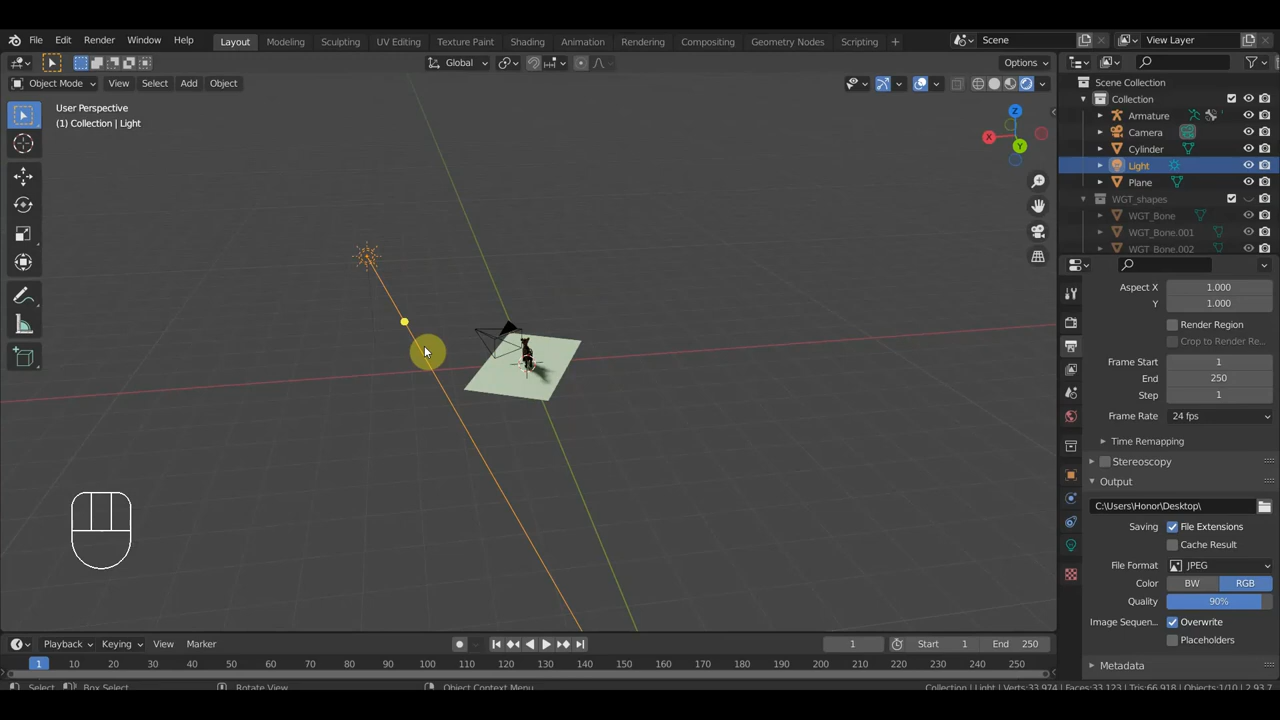 File Edit Render Window Help Layout Modeling Sculpting UV Editing Texture Paint Shading Animation Rendering Compositing Geometry Nodes Scripting + Scene View Layer
Global Options
Object Mode View Select Add Object
User Perspective
(1) Collection | Light
Z
X
Y
Scene Collection
Collection
Armature
Camera
Cylinder
Light
Plane
WGT_shapes
WGT_Bone
WGT_Bone.001
WGT_Bone.002
Aspect X 1.000
Y 1.000
Render Region
Crop to Render Re...
Frame Start 1
End 250
Step 1
Frame Rate 24 fps
Time Remapping
Stereoscopy
Output
C:\Users\Honor\Desktop\
Saving File Extensions
Cache Result
File Format JPEG
Color BW RGB
Quality 90%
Image Sequen... Overwrite
Placeholders
Metadata
Playback Keying View Marker 1 Start 1 End 250
1 10 20 30 40 50 60 70 80 90 100 110 120 130 140 150 160 170 180 190 200 210 220 230 240 250
Select Box Select Rotate View Object Context Menu Collection | Light | Verts:33,974 | Faces:33,123 | Tris:66,918 | Objects:1/10 | 2.93.7